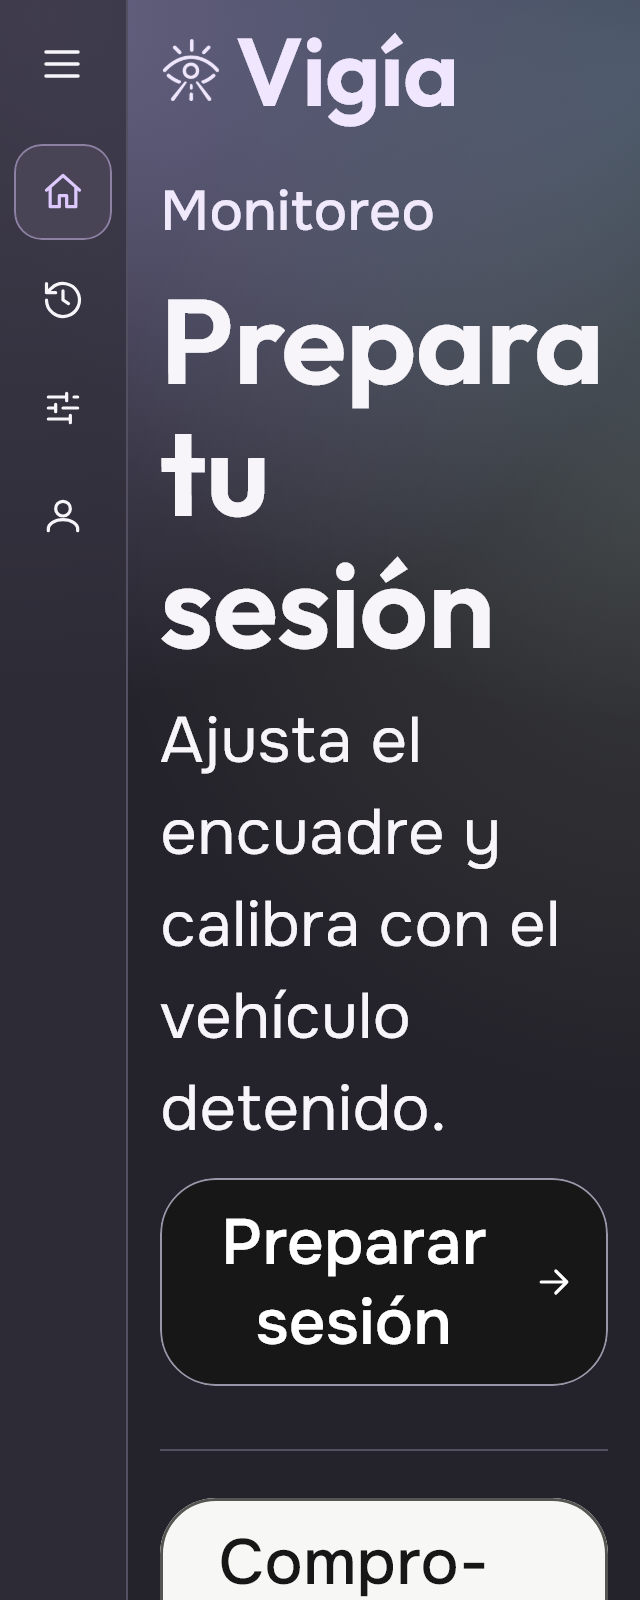 Vigía
Monitoreo
Prepara
tu
sesión
Ajusta el
encuadre y
calibra con el
vehículo
detenido.
Preparar
sesión
Compro-